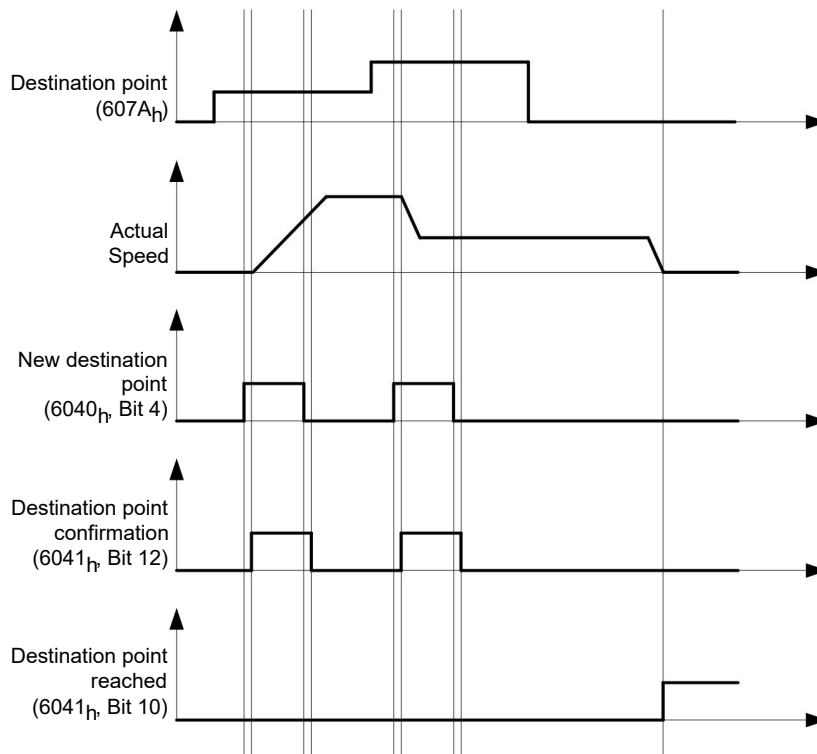 Destination point
(607Ah)
Actual
Speed
New destination
point
(6040h, Bit 4)
Destination point
confirmation
(6041h, Bit 12)
Destination point
reached
(6041h, Bit 10)